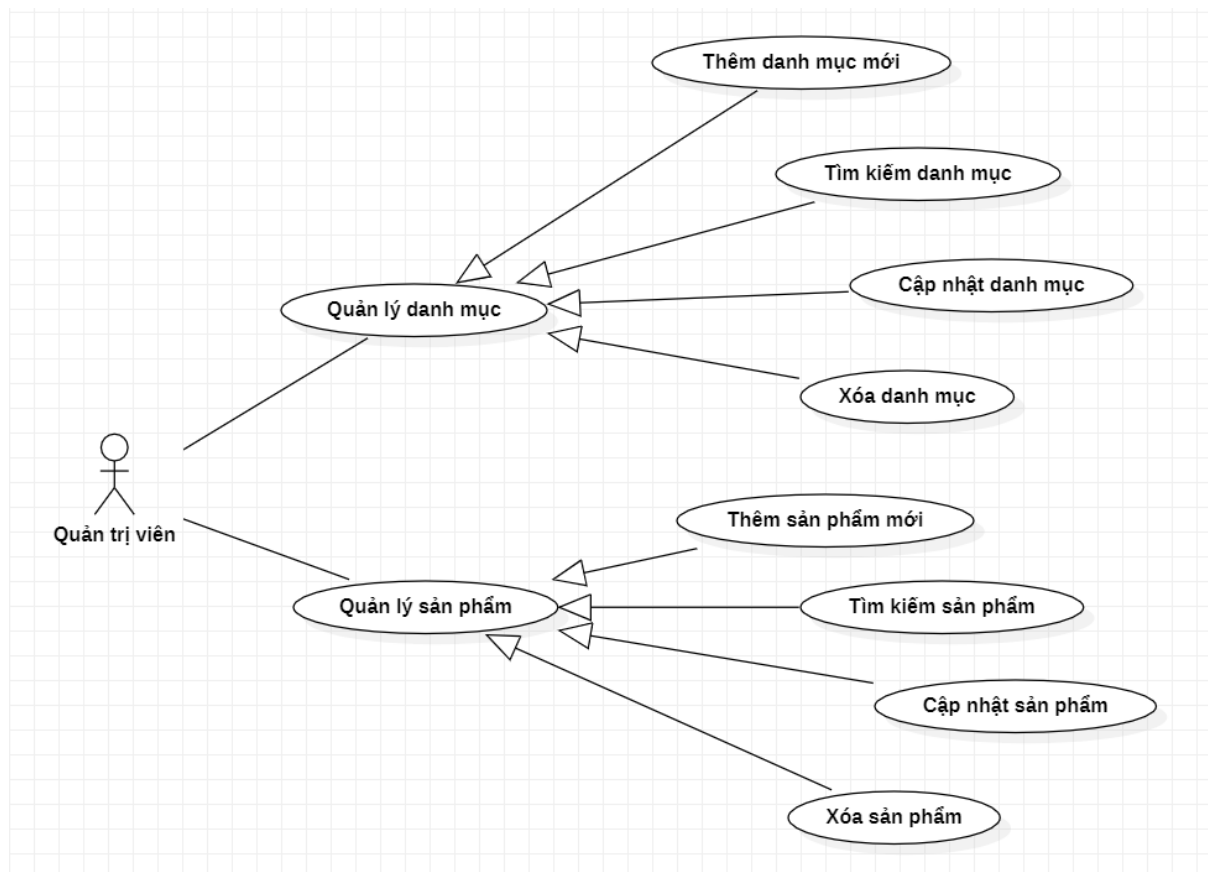 Thêm danh mục mới
Tìm kiếm danh mục
Cập nhật danh mục
Quản lý danh mục
Xóa danh mục
Quản trị viên
Thêm sản phẩm mới
Quản lý sản phẩm
Tìm kiếm sản phẩm
Cập nhật sản phẩm
Xóa sản phẩm